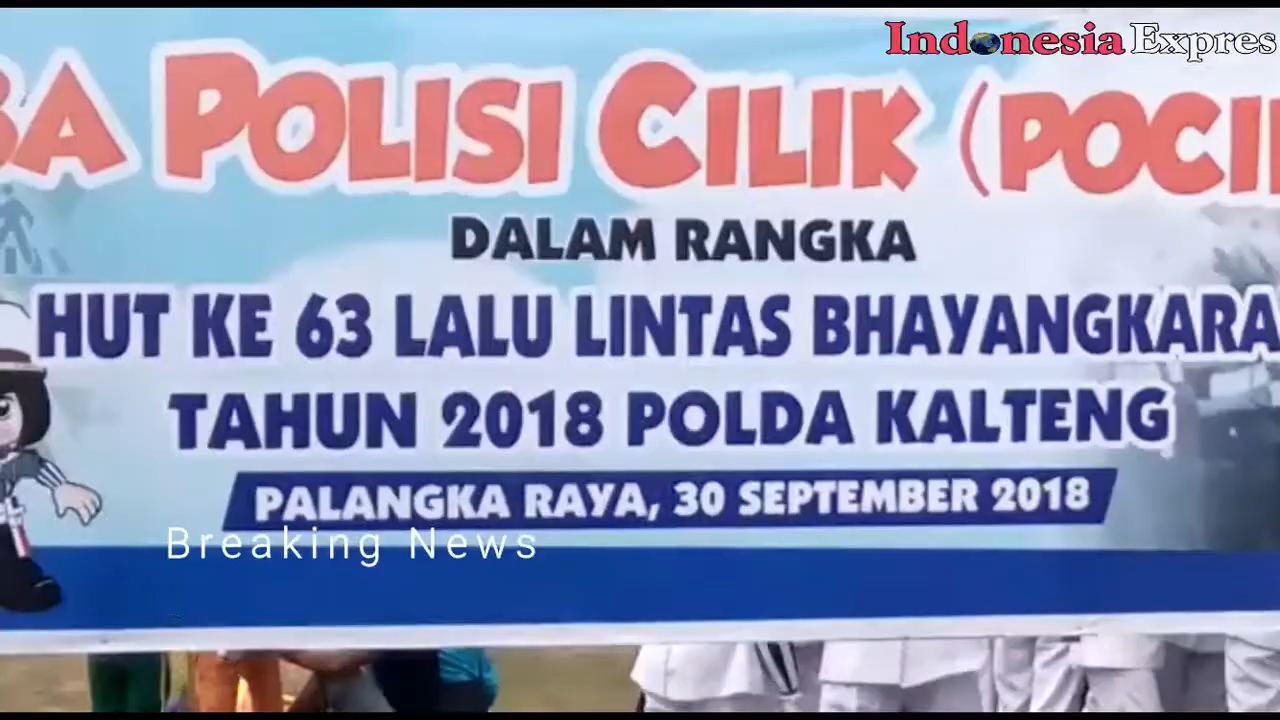 Indonesia Expres
BA POLISI CILIK (POCI
DALAM RANGKA
HUT KE 63 LALU LINTAS BHAYANGKARA
TAHUN 2018 POLDA KALTENG
PALANGKA RAYA, 30 SEPTEMBER 2018
Breaking News